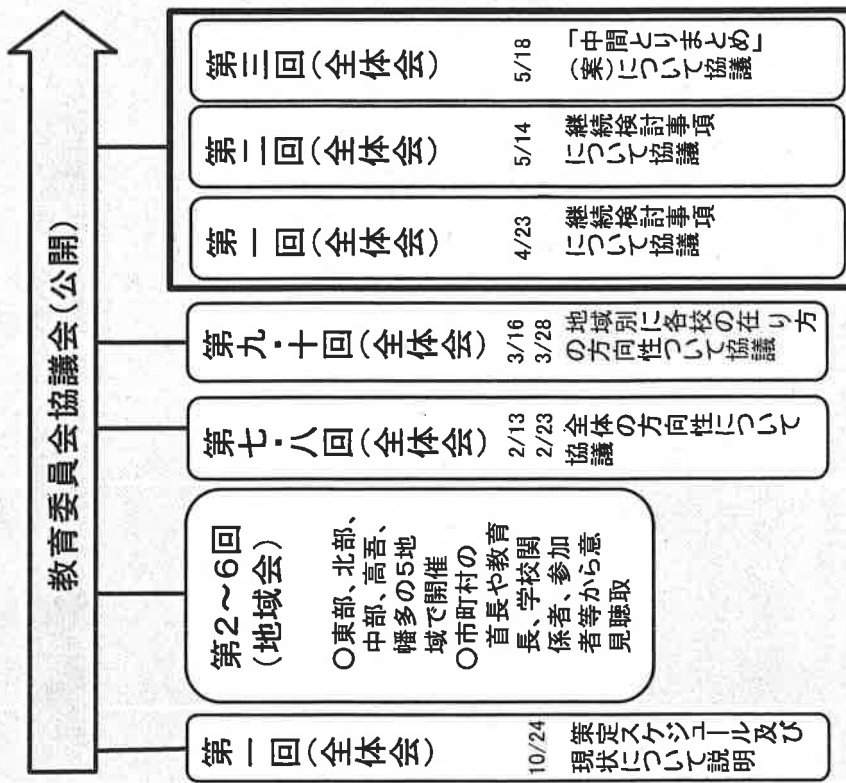 教育委員会協議会(公開)
第一回(全体会)
10/24
策定スケジュール及び
現状について説明
第2～6回
(地域会)
○東部、北部、
中部、高吾、
幡多の5地
域で開催
○市町村の
首長や教育
長、学校関
係者、参加
者等から意
見聴取
第七・八回(全体会)
2/13
2/23
全体の方向性について
協議
第九・十回(全体会)
3/16
3/28
地域別に各校の在り方
の方向性ついて協議
第一回(全体会)
4/23
継続検討事項
について協議
第二回(全体会)
5/14
継続検討事項
について協議
第三回(全体会)
5/18
「中間とりまとめ」
(案)について協議